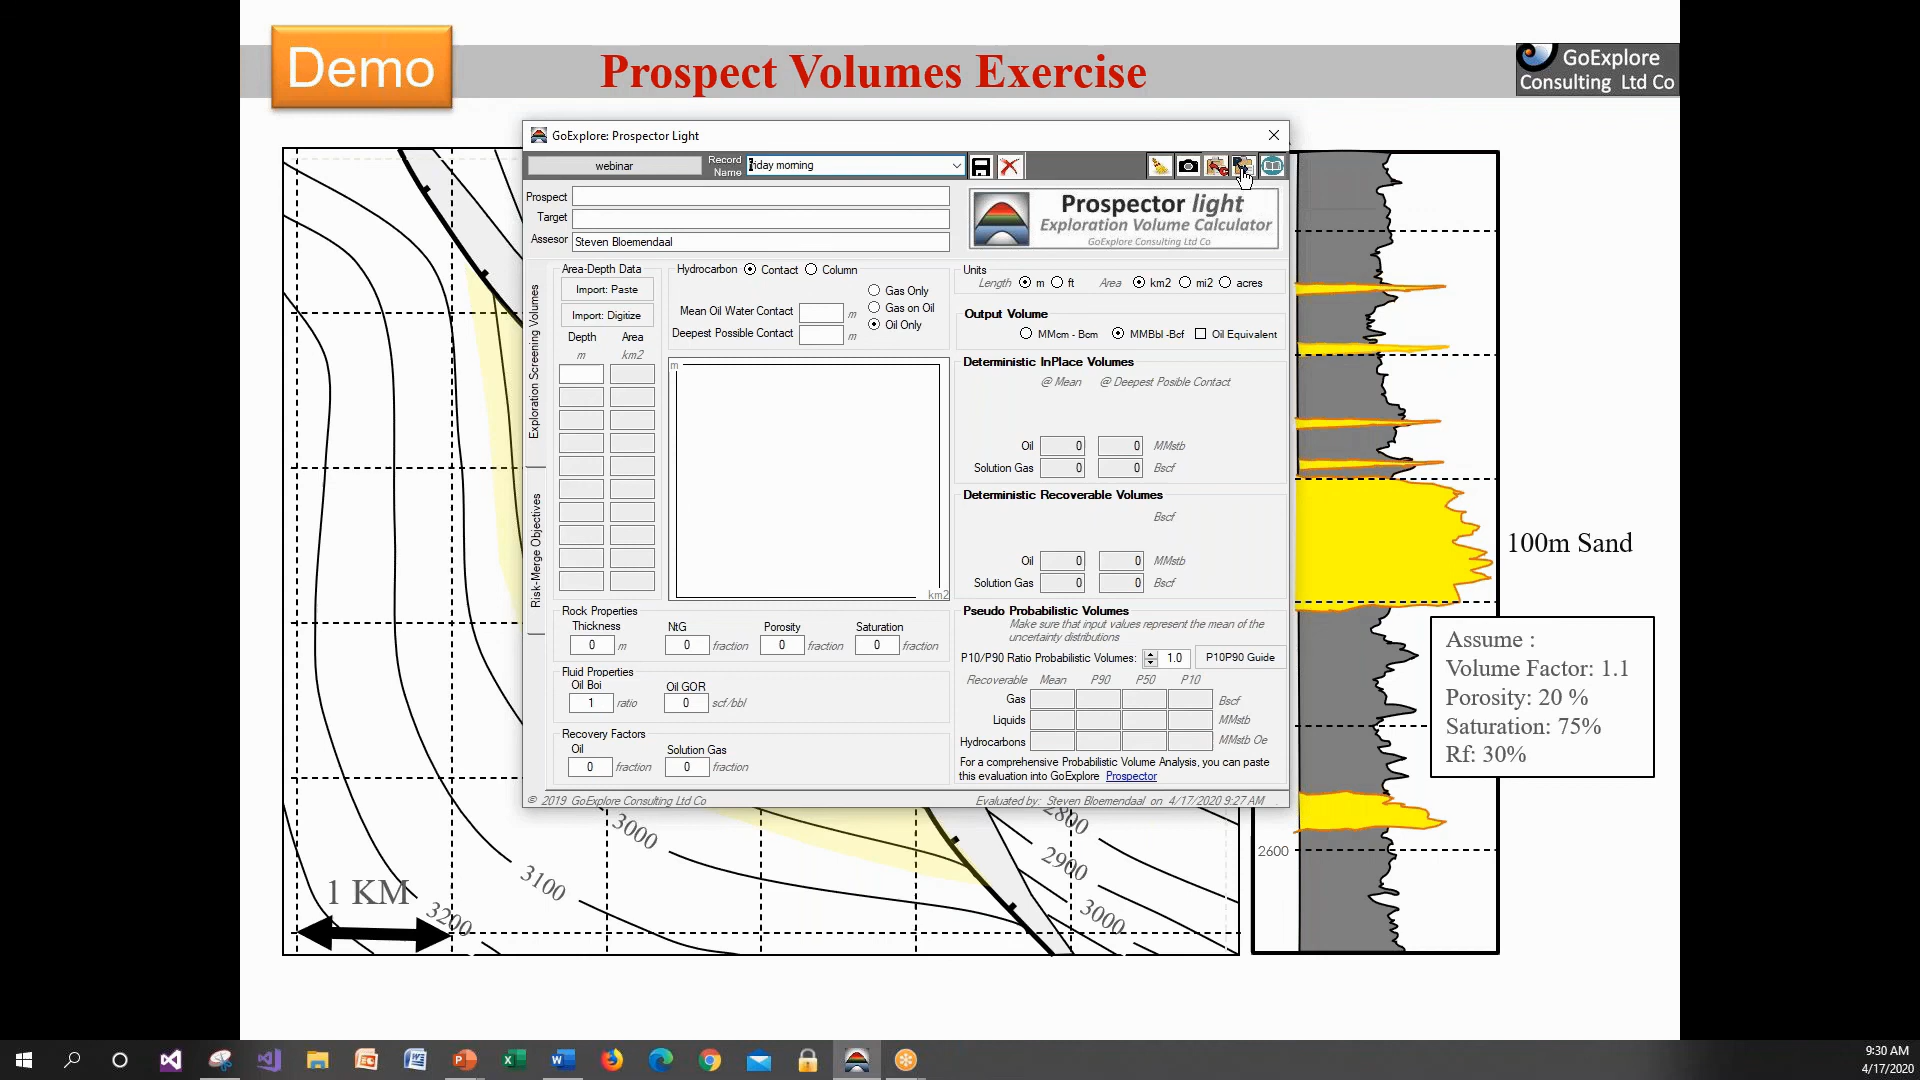 Demo
Prospect Volumes Exercise
GoExplore
Consulting Ltd Co
GoExplore: Prospector Light
webinar
Record
Name
friday morning
Prospect
Target
Assesor
Steven Bloemendaal
Prospector light
Exploration Volume Calculator
GoExplore Consulting Ltd Co
Exploration Screening Volumes
Risk-Merge Objectives
Area-Depth Data
Import: Paste
Import: Digitize
Depth Area
m km2
Hydrocarbon Contact Column
Gas Only
Gas on Oil
Oil Only
Mean Oil Water Contact m
Deepest Possible Contact m
m
km2
Units
Length m ft Area km2 mi2 acres
Output Volume
MMcm - Bcm MMBbl -Bcf Oil Equivalent
Deterministic InPlace Volumes
@ Mean @ Deepest Posible Contact
Oil 0 0 MMstb
Solution Gas 0 0 Bscf
Deterministic Recoverable Volumes
Bscf
Oil 0 0 MMstb
Solution Gas 0 0 Bscf
Rock Properties
Thickness NtG Porosity Saturation
0 m 0 fraction 0 fraction 0 fraction
Fluid Properties
Oil Boi Oil GOR
1 ratio 0 scf/bbl
Recovery Factors
Oil Solution Gas
0 fraction 0 fraction
Pseudo Probabilistic Volumes
Make sure that input values represent the mean of the
uncertainty distributions
P10/P90 Ratio Probabilistic Volumes: 1.0 P10P90 Guide
Recoverable Mean P90 P50 P10
Gas Bscf
Liquids MMstb
Hydrocarbons MMstb Oe
For a comprehensive Probabilistic Volume Analysis, you can paste
this evaluation into GoExplore Prospector
© 2019 GoExplore Consulting Ltd Co
Evaluated by: Steven Bloemendaal on 4/17/2020 9:27 AM
100m Sand
Assume :
Volume Factor: 1.1
Porosity: 20 %
Saturation: 75%
Rf: 30%
2600
3000
3100
3200
2800
2900
3000
1 KM
9:30 AM
4/17/2020